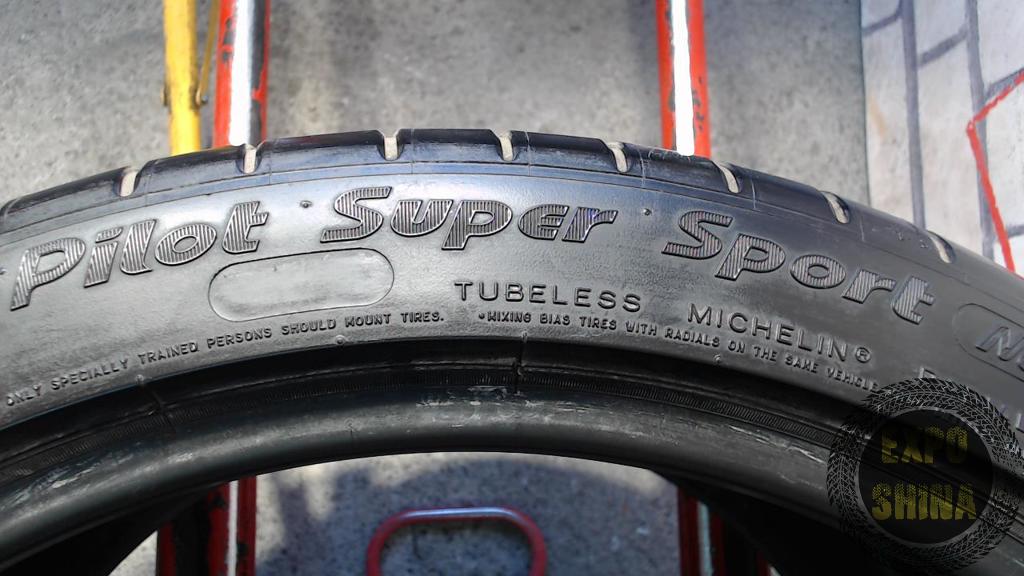 Pilot Super Sport
TUBELESS MICHELIN®
ONLY SPECIALLY TRAINED PERSONS SHOULD MOUNT TIRES. •MIXING BIAS TIRES WITH RADIALS ON THE SAME VEHICLE
EXPO
SHINA